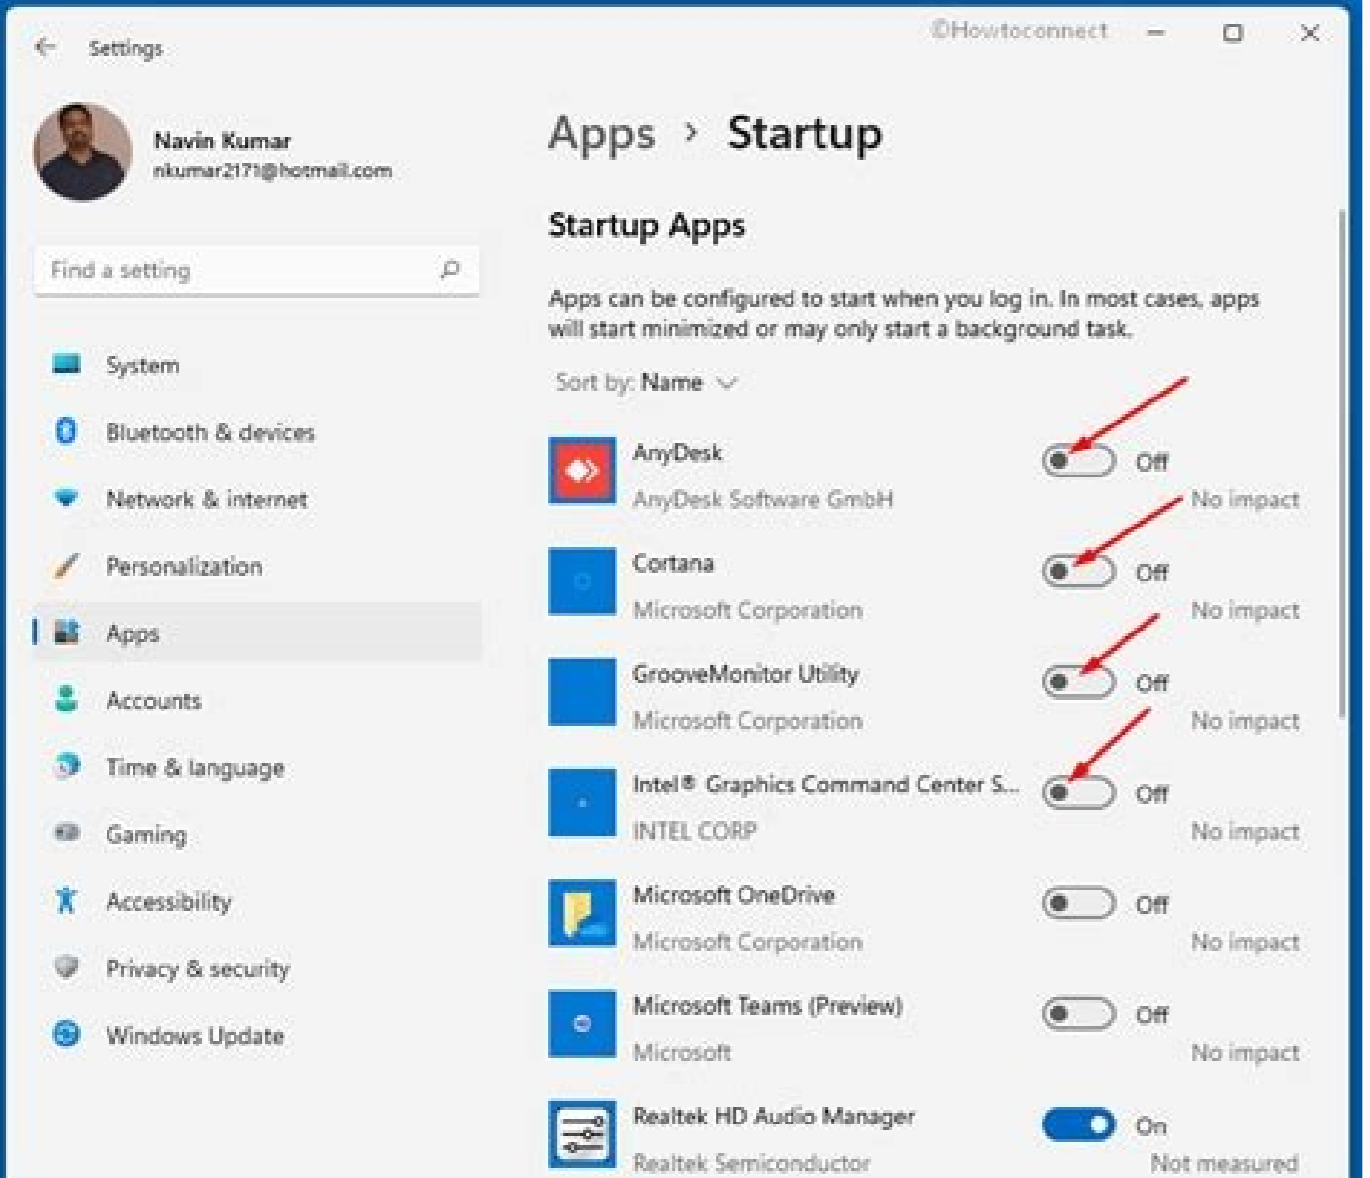 ©Howtoconnect
Settings
Navin Kumar
nkumar2171@hotmail.com
Find a setting
System
Bluetooth & devices
Network & internet
Personalization
Apps
Accounts
Time & language
Gaming
Accessibility
Privacy & security
Windows Update
Apps › Startup
Startup Apps
Apps can be configured to start when you log in. In most cases, apps
will start minimized or may only start a background task.
Sort by: Name
AnyDesk
Off
AnyDesk Software GmbH
No impact
Cortana
Off
Microsoft Corporation
No impact
GrooveMonitor Utility
Off
Microsoft Corporation
No impact
Intel® Graphics Command Center S...
Off
INTEL CORP
No impact
Microsoft OneDrive
Off
Microsoft Corporation
No impact
Microsoft Teams (Preview)
Off
Microsoft
No impact
Realtek HD Audio Manager
On
Realtek Semiconductor
Not measured